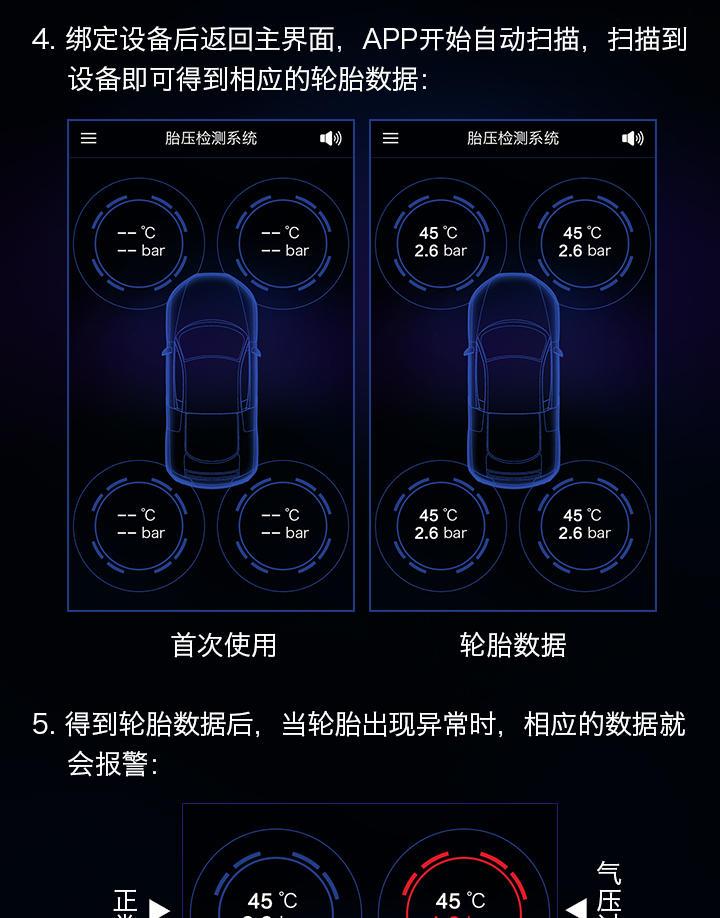 4. 绑定设备后返回主界面，APP开始自动扫描，扫描到
设备即可得到相应的轮胎数据：
胎压检测系统
胎压检测系统
-- ℃
-- bar
-- ℃
-- bar
45 ℃
2.6 bar
45 ℃
2.6 bar
-- ℃
-- bar
-- ℃
-- bar
45 ℃
2.6 bar
45 ℃
2.6 bar
首次使用
轮胎数据
5. 得到轮胎数据后，当轮胎出现异常时，相应的数据就
会报警：
正
45 ℃
45 ℃
气
压